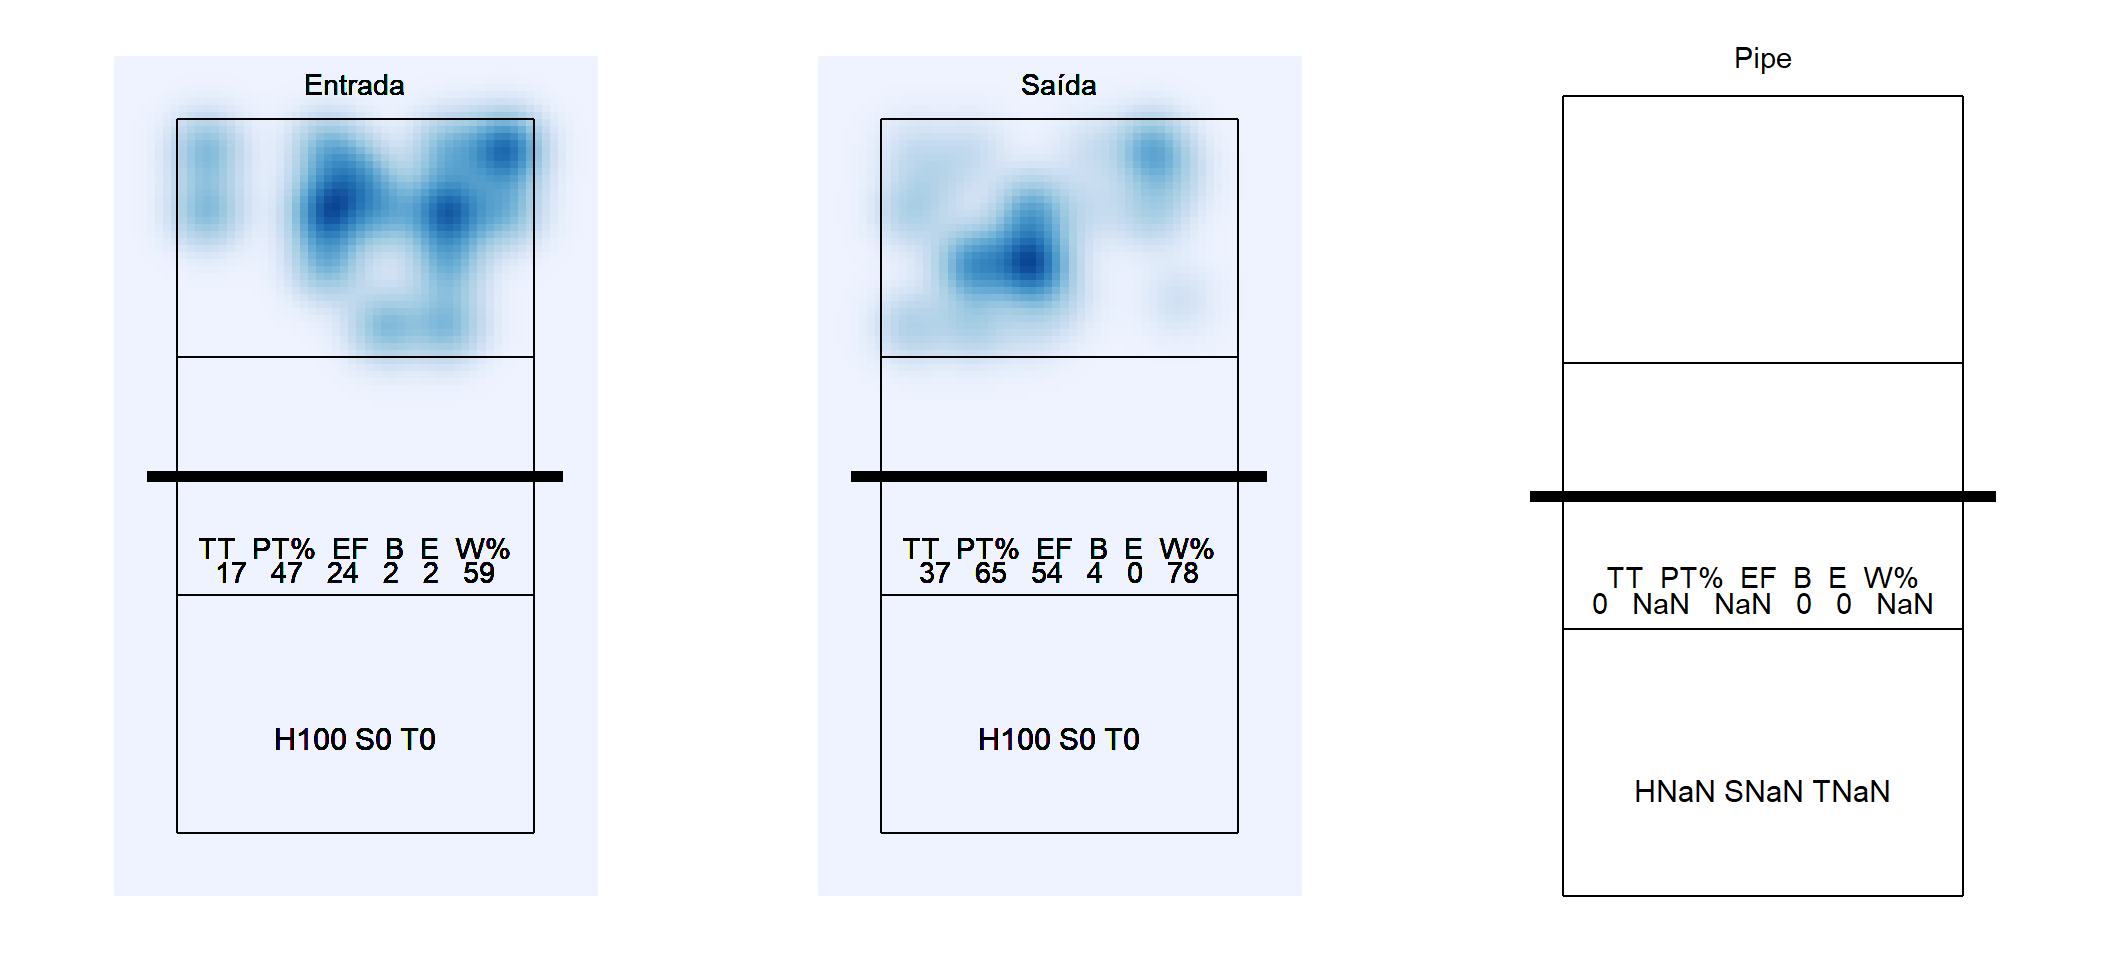 Entrada
TT PT% EF B E W%
17 47 24 2 2 59
H100 S0 T0
Saída
TT PT% EF B E W%
37 65 54 4 0 78
H100 S0 T0
Pipe
TT PT% EF B E W%
0 NaN NaN 0 0 NaN
HNaN SNaN TNaN